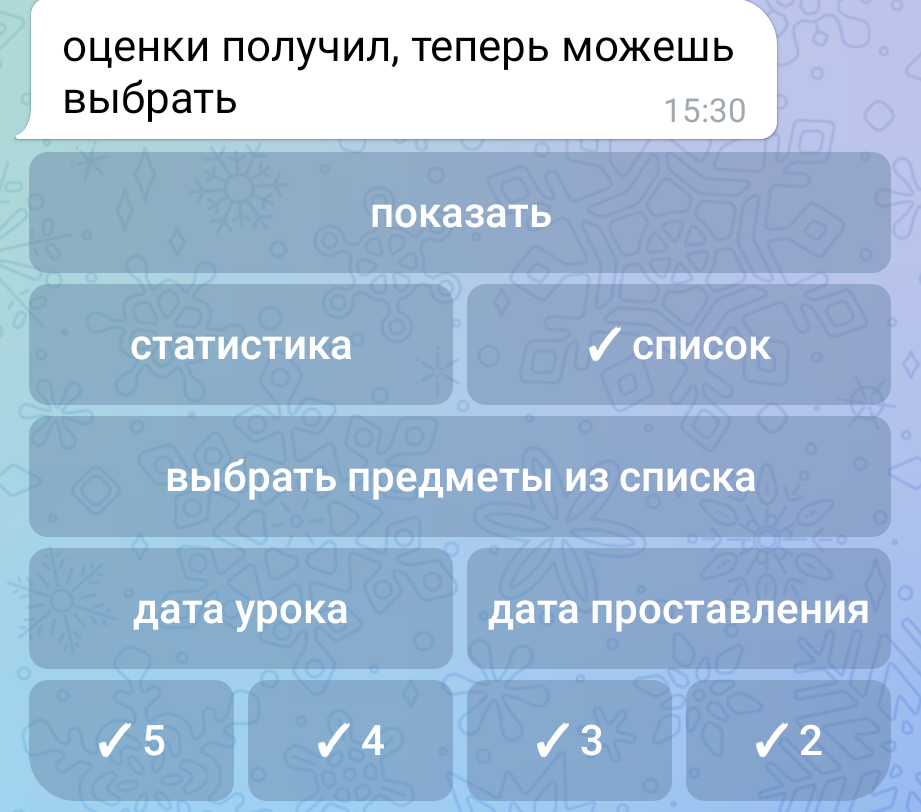 оценки получил, теперь можешь
выбрать
15:30
показать
статистика
✓ список
выбрать предметы из списка
дата урока
дата проставления
✓ 5
✓ 4
✓ 3
✓ 2